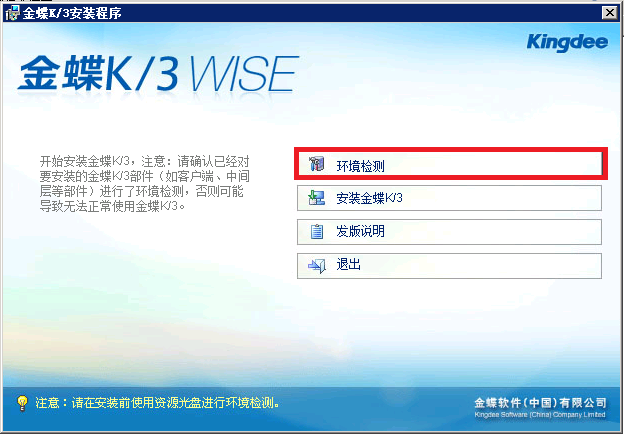 金蝶K/3安装程序
Kingdee
金蝶K/3 WISE
开始安装金蝶K/3，注意：请确认已经对
要安装的金蝶K/3部件（如客户端、中间
层等部件）进行了环境检测，否则可能
导致无法正常使用金蝶K/3。
环境检测
安装金蝶K/3
发版说明
退出
注意：请在安装前使用资源光盘进行环境检测。
金蝶软件(中国)有限公司
Kingdee Software (China) Company Limited